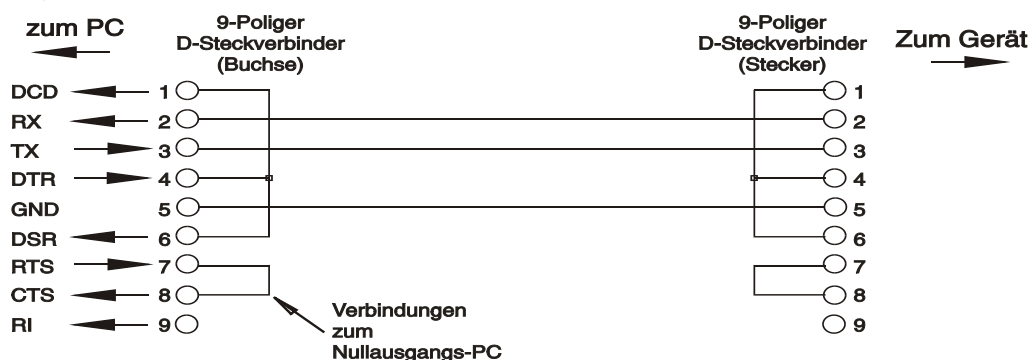 zum PC
9-Poliger
D-Steckverbinder
(Buchse)
9-Poliger
D-Steckverbinder
(Stecker)
Zum Gerät
DCD 1 1
RX 2 2
TX 3 3
DTR 4 4
GND 5 5
DSR 6 6
RTS 7 7
CTS 8 8
RI 9 9
Verbindungen
zum
Nullausgangs-PC